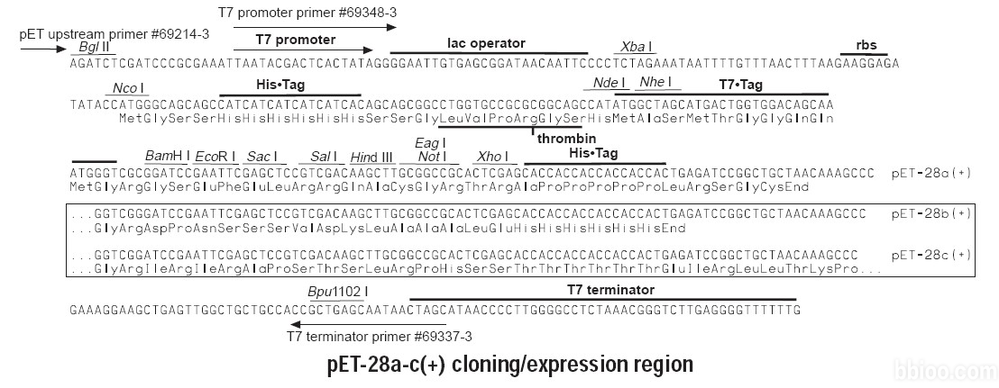 T7 promoter primer #69348-3
pET upstream primer #69214-3
Bgl II T7 promoter lac operator Xba I rbs
AGATCTCGATCCCGCGAAATTAATACGACTCACTATAGGGGAATTGTGAGCGGATAACAATTCCCCTCTAGAAATAATTTTGTTTAACTTTAAGAAGGAGA
Nco I His•Tag Nde I Nhe I T7•Tag
TATACCATGGGCAGCAGCCATCATCATCATCATCACAGCAGCGGCCTGGTGCCGCGCGGCAGCCATATGGCTAGCATGACTGGTGGACAGCAA
MetGlySerSerHisHisHisHisHisHisSerSerGlyLeuValProArgGlySerHisMetAlaSerMetThrGlyGlyGlnGln
thrombin
BamH I EcoR I Sac I Sal I Hind III Eag I Not I Xho I His•Tag
ATGGGTCGCGGATCCGAATTCGAGCTCCGTCGACAAGCTTGCGGCCGCACTCGAGCACCACCACCACCACCACTGAGATCCGGCTGCTAACAAAGCCC pET-28a(+)
MetGlyArgGlySerGluPheGluLeuArgArgGlnAlaCysGlyArgThrArgAlaProProProProProLeuArgSerGlyCysEnd
...GGTCGGGATCCGAATTCGAGCTCCGTCGACAAGCTTGCGGCCGCACTCGAGCACCACCACCACCACCACTGAGATCCGGCTGCTAACAAAGCCC pET-28b(+)
...GlyArgAspProAsnSerSerSerValAspLysLeuAlaAlaAlaLeuGluHisHisHisHisHisHisEnd
...GGTCGGATCCGAATTCGAGCTCCGTCGACAAGCTTGCGGCCGCACTCGAGCACCACCACCACCACCACTGAGATCCGGCTGCTAACAAAGCCC pET-28c(+)
...GlyArgIleArgIleArgAlaProSerThrSerLeuArgProHisSerSerThrThrThrThrThrThrGluIleArgLeuLeuThrLysPro...
Bpu1102 I T7 terminator
GAAAGGAAGCTGAGTTGGCTGCTGCCACCGCTGAGCAATAACTAGCATAACCCCTTGGGGCCTCTAAACGGGTCTTGAGGGGTTTTTTG
T7 terminator primer #69337-3
pET-28a-c(+) cloning/expression region
bbioo.com